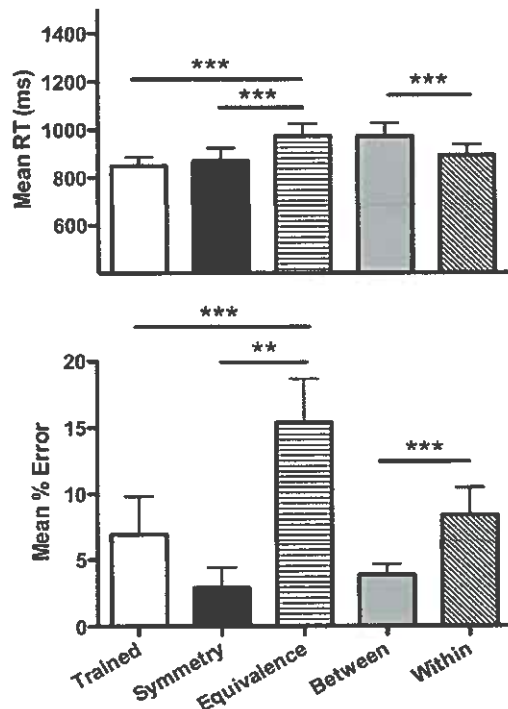 Mean RT (ms)
1400
1200
1000
800
600
***
***
***
Mean % Error
20
15
10
5
0
***
**
***
Trained
Symmetry
Equivalence
Between
Within